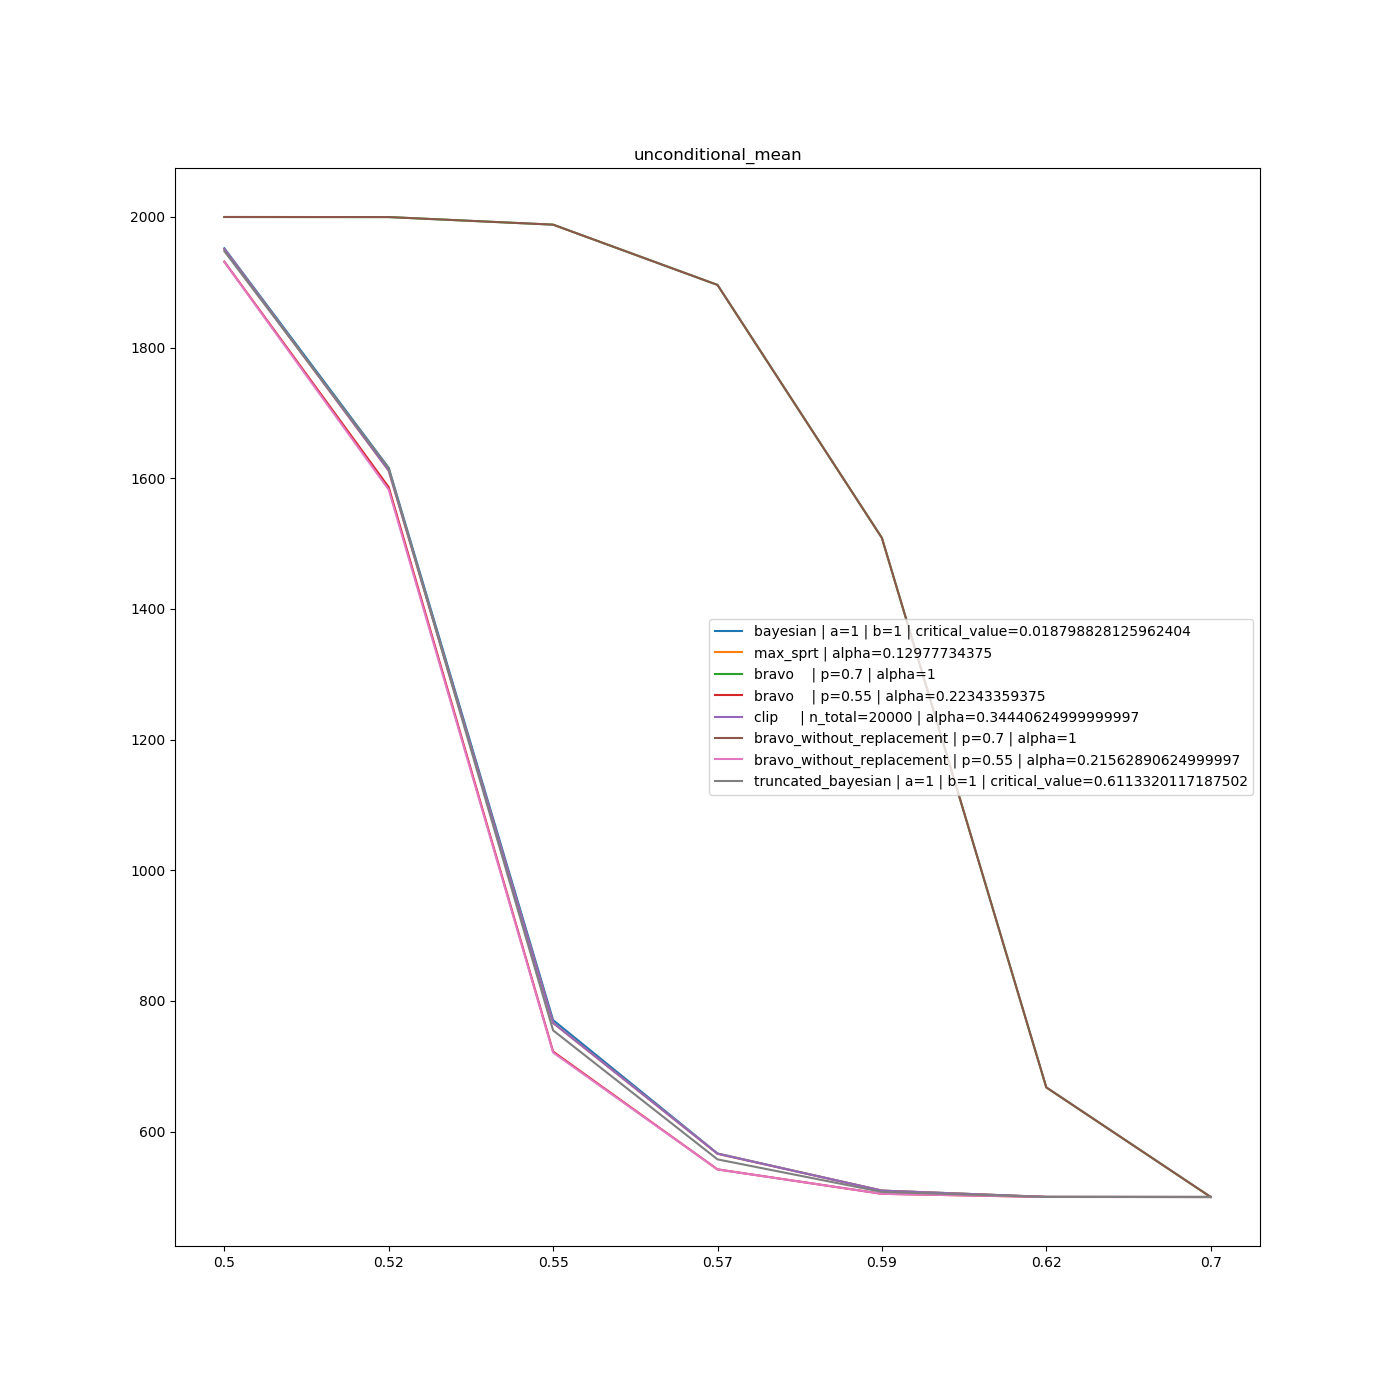 unconditional_mean
2000
1800
1600
1400
1200
1000
800
600
bayesian | a=1 | b=1 | critical_value=0.018798828125962404
max_sprt | alpha=0.12977734375
bravo    | p=0.7 | alpha=1
bravo    | p=0.55 | alpha=0.22343359375
clip     | n_total=20000 | alpha=0.34440624999999997
bravo_without_replacement | p=0.7 | alpha=1
bravo_without_replacement | p=0.55 | alpha=0.21562890624999997
truncated_bayesian | a=1 | b=1 | critical_value=0.6113320117187502
0.5 0.52 0.55 0.57 0.59 0.62 0.7